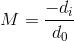 M = \frac{-d_i}{d_0}